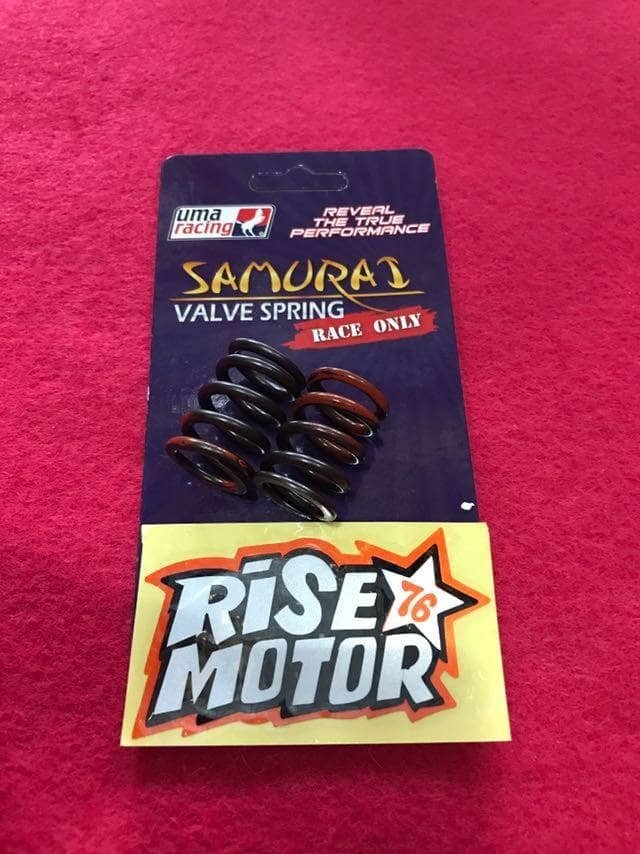 uma
racing
REVEAL
THE TRUE
PERFORMANCE
SAMURAI
VALVE SPRING
RACE ONLY
RiSE
76
MOTOR